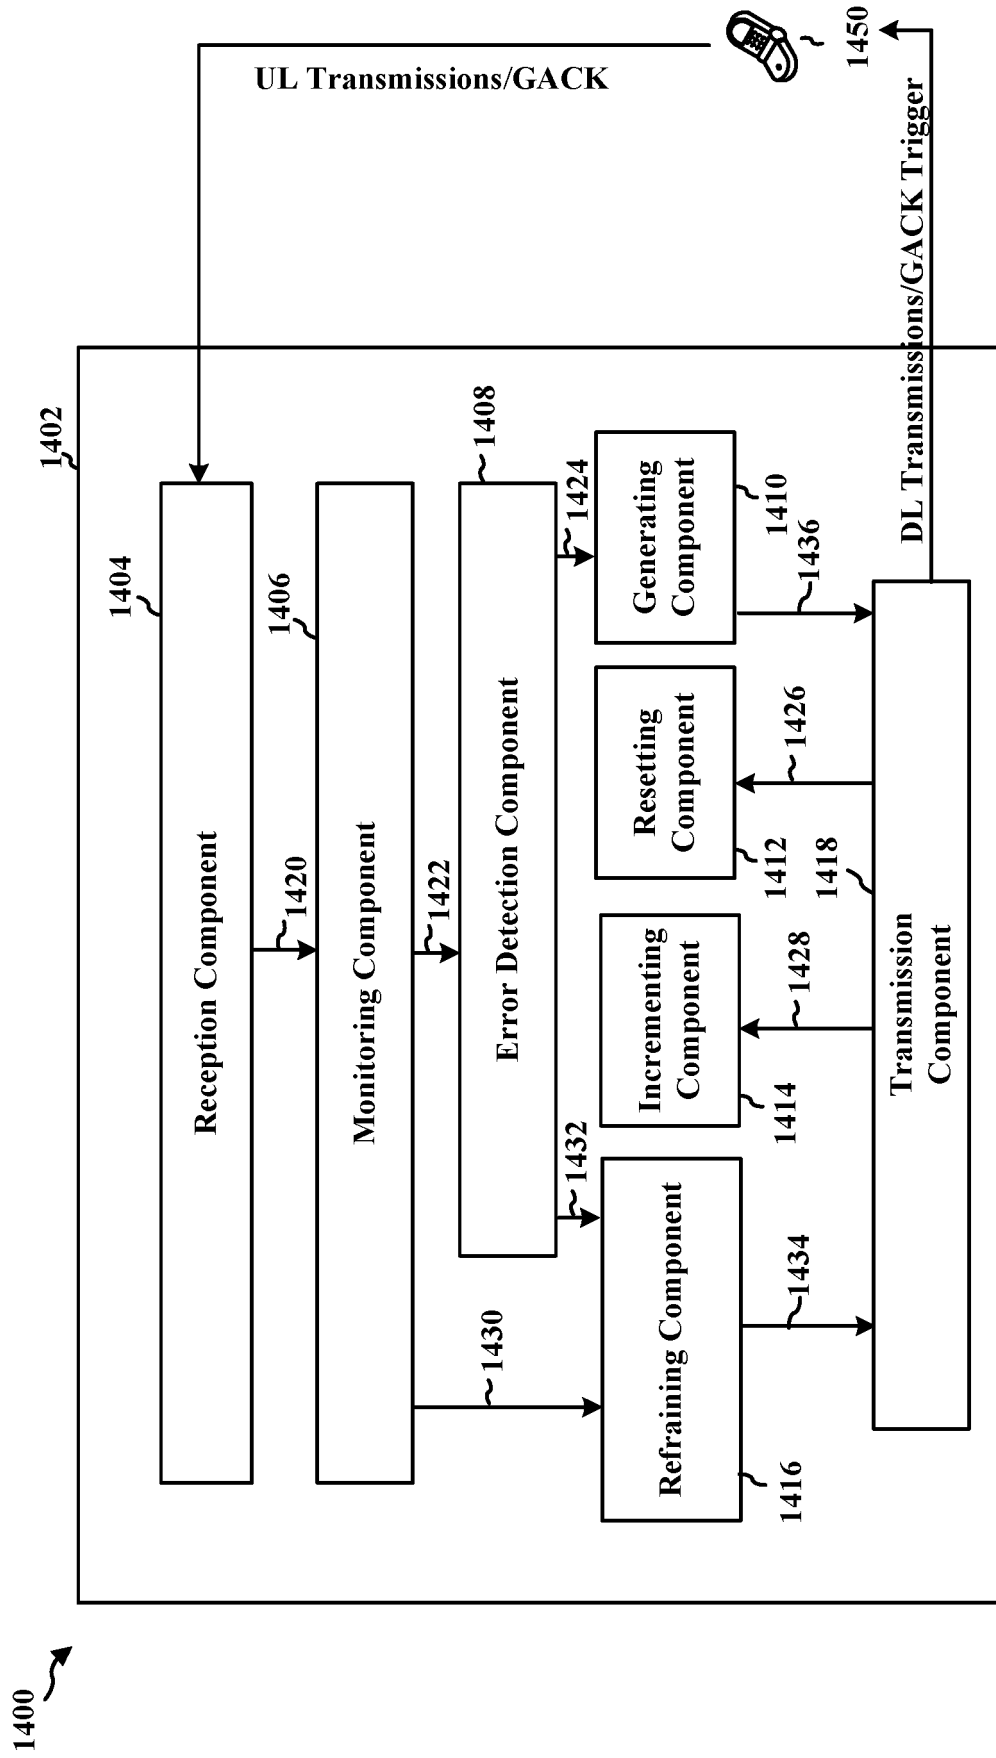 1400
1402
UL Transmissions/GACK
1450
1404
Reception Component
1420
1406
Monitoring Component
1422
1408
Error Detection Component
1430
1432
1424
Refraining Component
1416
Incrementing
Component
1414
Resetting
Component
1412
Generating
Component
1410
1434
1428
1426
1436
1418
Transmission
Component
DL Transmissions/GACK Trigger